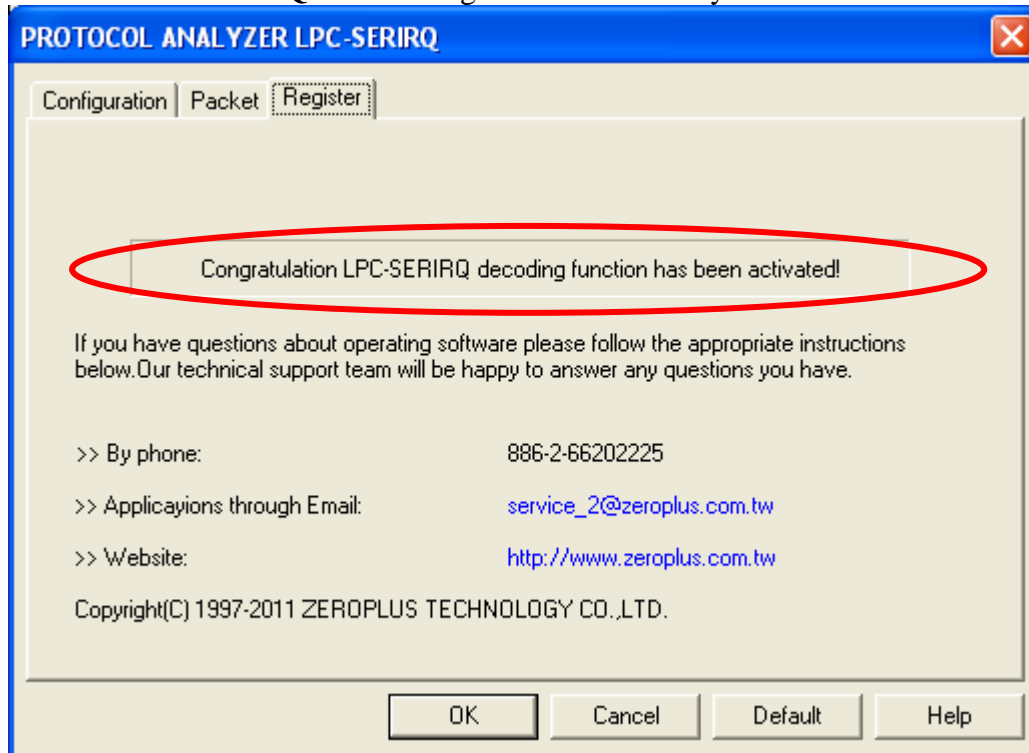 PROTOCOL ANALYZER LPC-SERIRQ
Configuration Packet Register
Congratulation LPC-SERIRQ decoding function has been activated!
If you have questions about operating software please follow the appropriate instructions
below.Our technical support team will be happy to answer any questions you have.
>> By phone: 886-2-66202225
>> Applicayions through Email: service_2@zeroplus.com.tw
>> Website: http://www.zeroplus.com.tw
Copyright(C) 1997-2011 ZEROPLUS TECHNOLOGY CO.,LTD.
OK Cancel Default Help